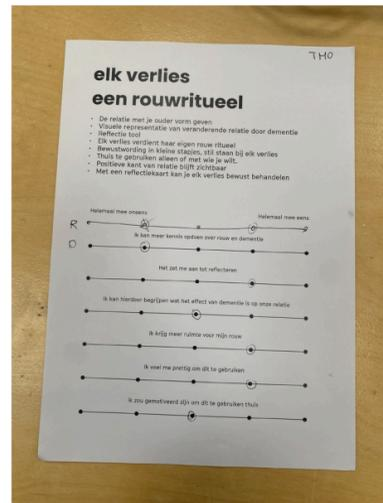 TMO
elk verlies
een rouwritueel
· De relatie met je ouder vorm geven
· Visuele representatie van veranderende relatie door dementie
· Reflectie tool
· Elk verlies verdient haar eigen rouw ritueel
· Bewustwording in kleine stapjes, stil staan bij elk verlies
· Thuis te gebruiken alleen of met wie je wilt.
· Positieve kant van relatie blijft zichtbaar
· Met een reflectiekaart kan je elk verlies bewust behandelen
Helemaal mee oneens Helemaal mee eens
R
Ik kan meer kennis opdoen over rouw en dementie
D
Het zet me aan tot reflecteren
Ik kan hierdoor begrijpen wat het effect van dementie is op onze relatie
Ik krijg meer ruimte voor mijn rouw
Ik voel me prettig om dit te gebruiken
Ik zou gemotiveerd zijn om dit te gebruiken thuis